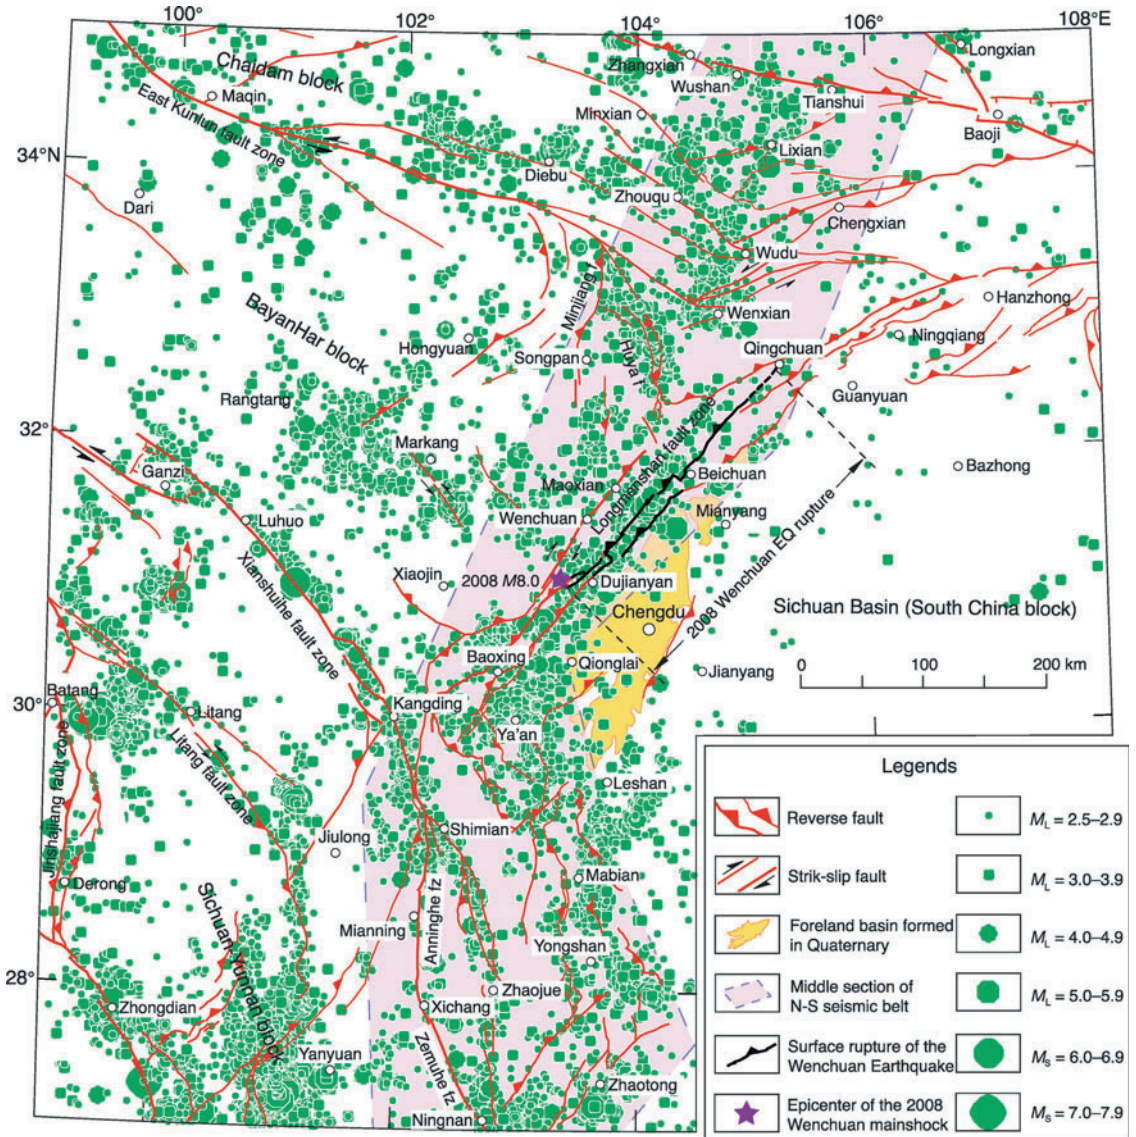 100°
102°
104°
106°
108°E
Longxian
Zhangxian
Wushan
Chaidam block
Maqin
Tianshui
Minxian
Baoji
East Kunlun fault zone
34°
Lixian
Diebu
Dari
Zhouqu
Chengxian
Wudu
Minjiang f
Hanzhong
BayanHar block
Wenxian
Ningqiang
Hongyuan
Songpan
Huya f
Qingchuan
Guanyuan
Rangtang
32°
Markang
Longmenshan fault zone
Ganzi
Beichuan
Bazhong
Maoxian
Mianyang
Luhuo
Wenchuan
2008 Wenchuan EQ rupture
Xianshuihe fault zone
Xiaojin
2008 M8.0
Dujianyan
Chengdu
Sichuan Basin (South China block)
Baoxing
Qionglai
Jianyang
0
100
200 km
Batang
30°
Kangding
Litang
Ya'an
Litang fault zone
Jinshajiang fault zone
Leshan
Jiulong
Shimian
Derong
Mabian
Sichuan-Yunnan block
Anninghe fz
Mianning
Yongshan
28°
Zhaojue
Zhongdian
Xichang
Zemuhe fz
Yanyuan
Zhaotong
Ningnan
Legends
Reverse fault
M_L = 2.5–2.9
Strik-slip fault
M_L = 3.0–3.9
Foreland basin formed
in Quaternary
M_L = 4.0–4.9
Middle section of
N-S seismic belt
M_L = 5.0–5.9
Surface rupture of the
Wenchuan Earthquake
M_S = 6.0–6.9
Epicenter of the 2008
Wenchuan mainshock
M_S = 7.0–7.9